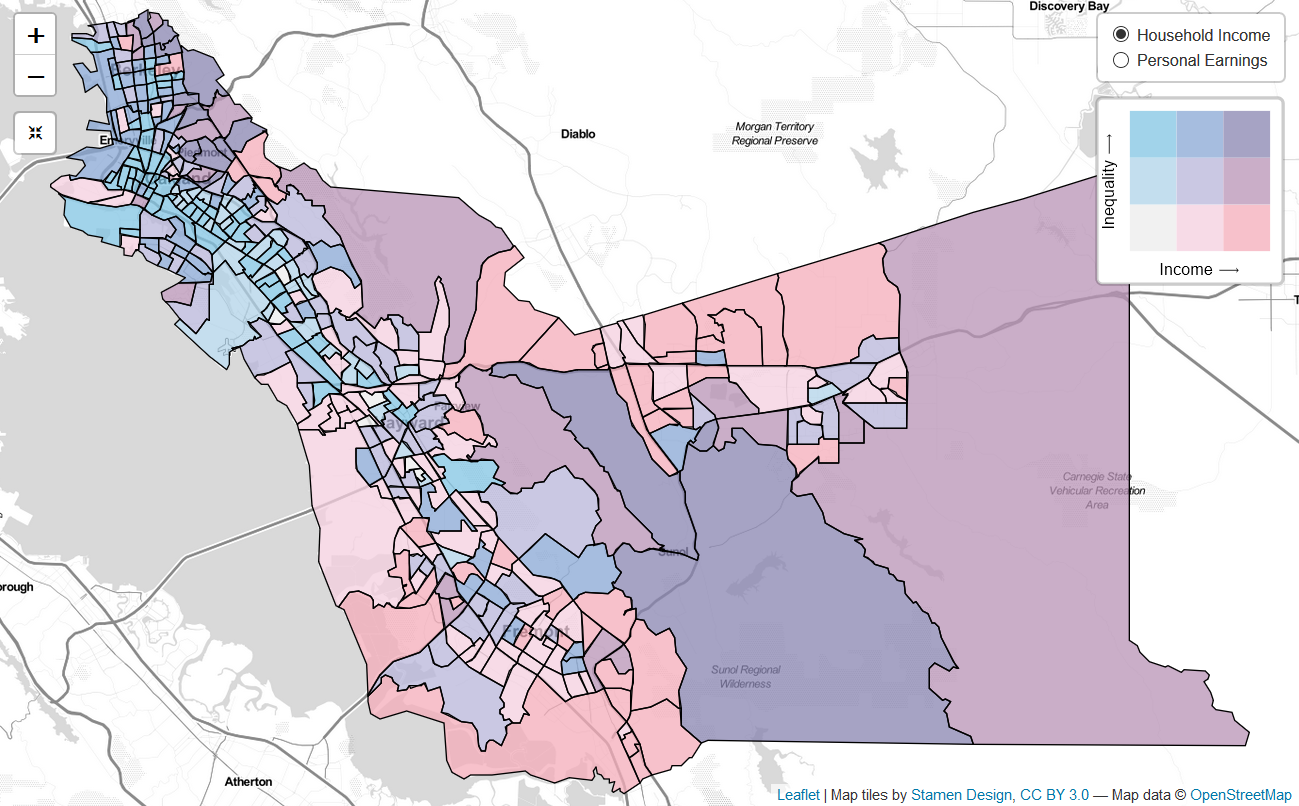 Discovery Bay
+
Household Income
−
Personal Earnings
Berkeley
Diablo
Morgan Territory
Regional Preserve
Emeryville
Piedmont
Oakland
Inequality ⟶
Income ⟶
T
Fairview
Hayward
Carnegie State
Vehicular Recreation
Area
Sunol
orough
Fremont
Sunol Regional
Wilderness
Atherton
Leaflet | Map tiles by Stamen Design, CC BY 3.0 — Map data © OpenStreetMap